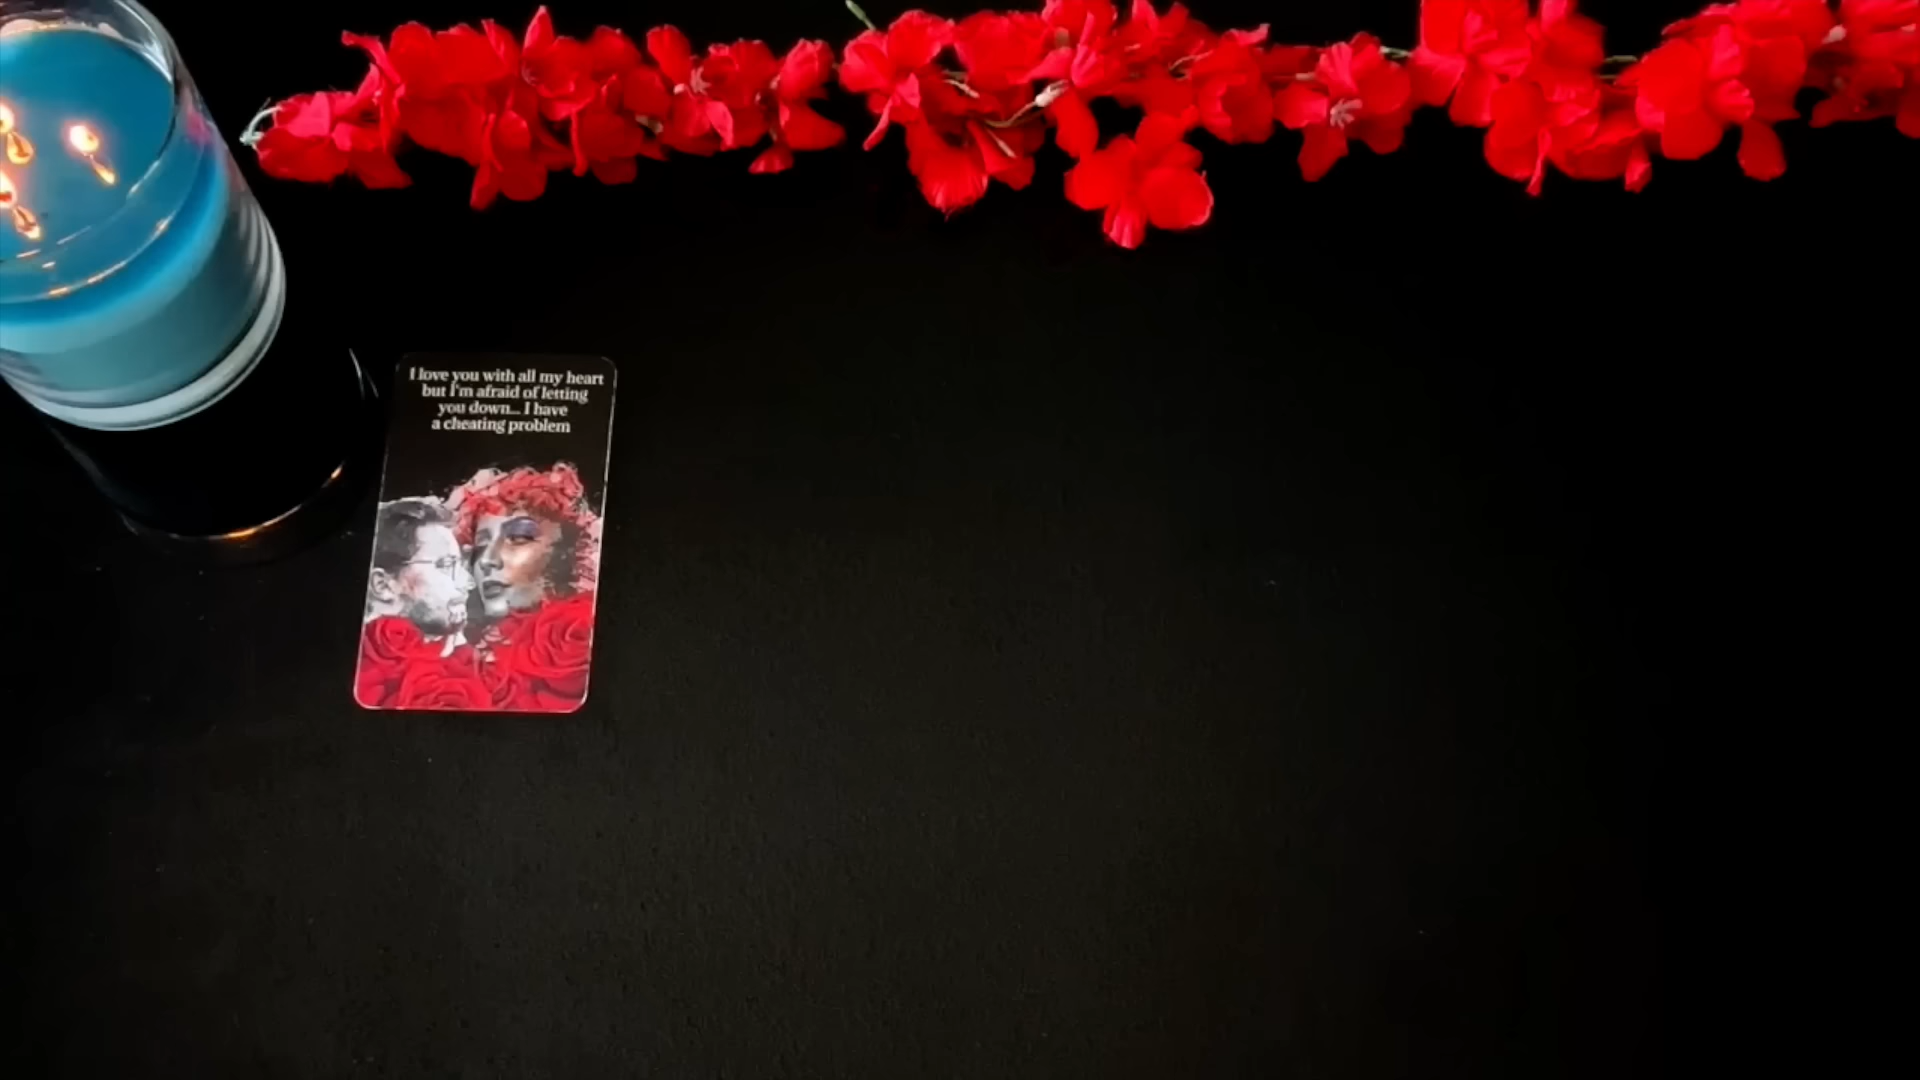 I love you with all my heart
but I'm afraid of letting
you down... I have
a cheating problem